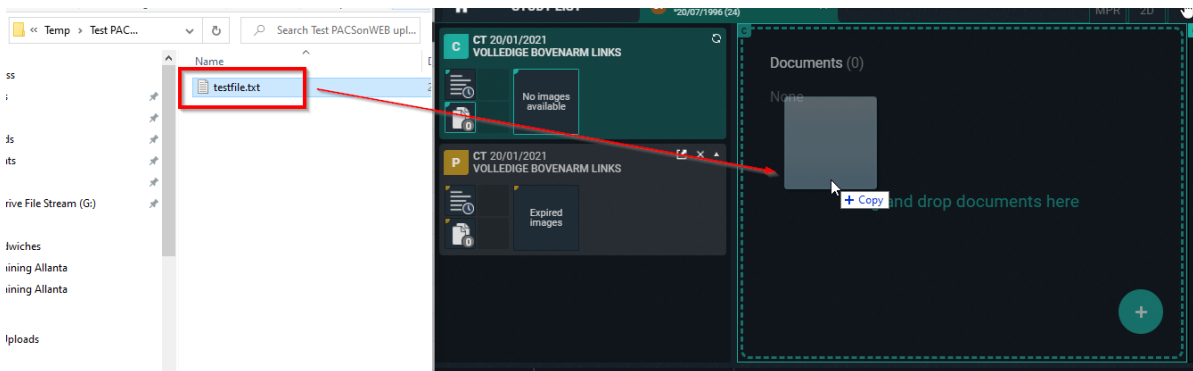 « Temp › Test PAC...
Search Test PACSonWEB upl...
Name
testfile.txt
ss
s
ds
its
rive File Stream (G:)
dwiches
ining Allanta
ining Allanta
Uploads
STUDY LIST
*20/07/1996 (24)
MPR
2D
C
CT 20/01/2021
VOLLEDIGE BOVENARM LINKS
No images
available
0
P
CT 20/01/2021
VOLLEDIGE BOVENARM LINKS
Expired
images
0
C
Documents (0)
None
+ Copy
and drop documents here
+